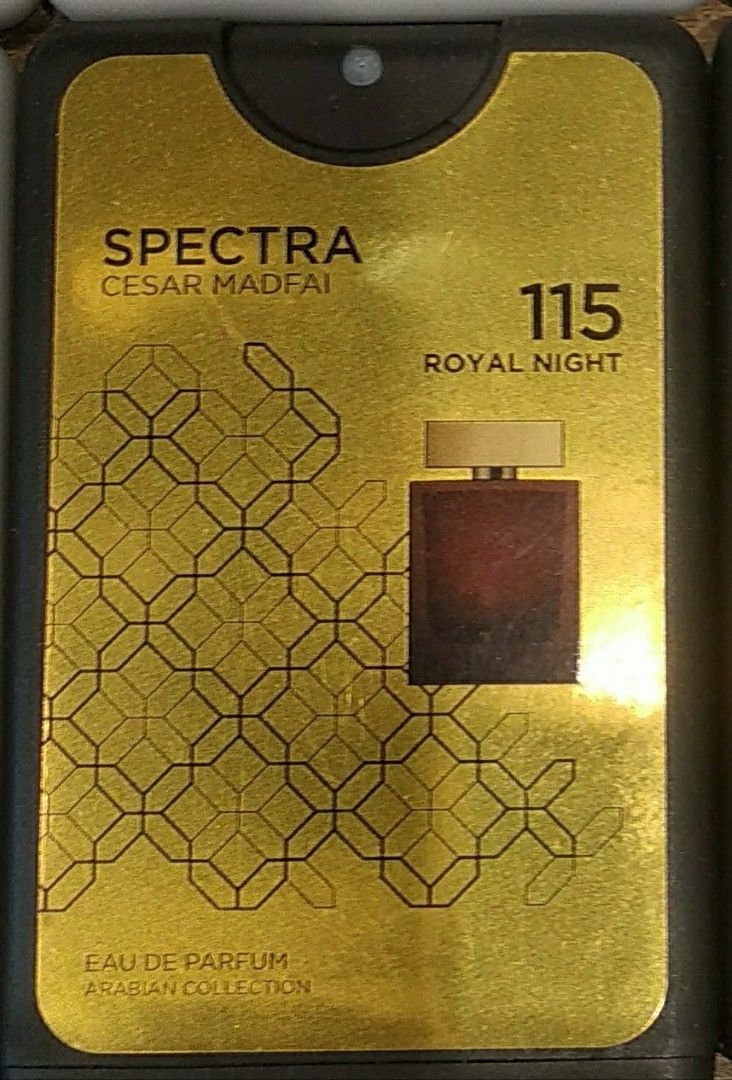 SPECTRA
CESAR MADFAI
115
ROYAL NIGHT
EAU DE PARFUM
ARABIAN COLLECTION